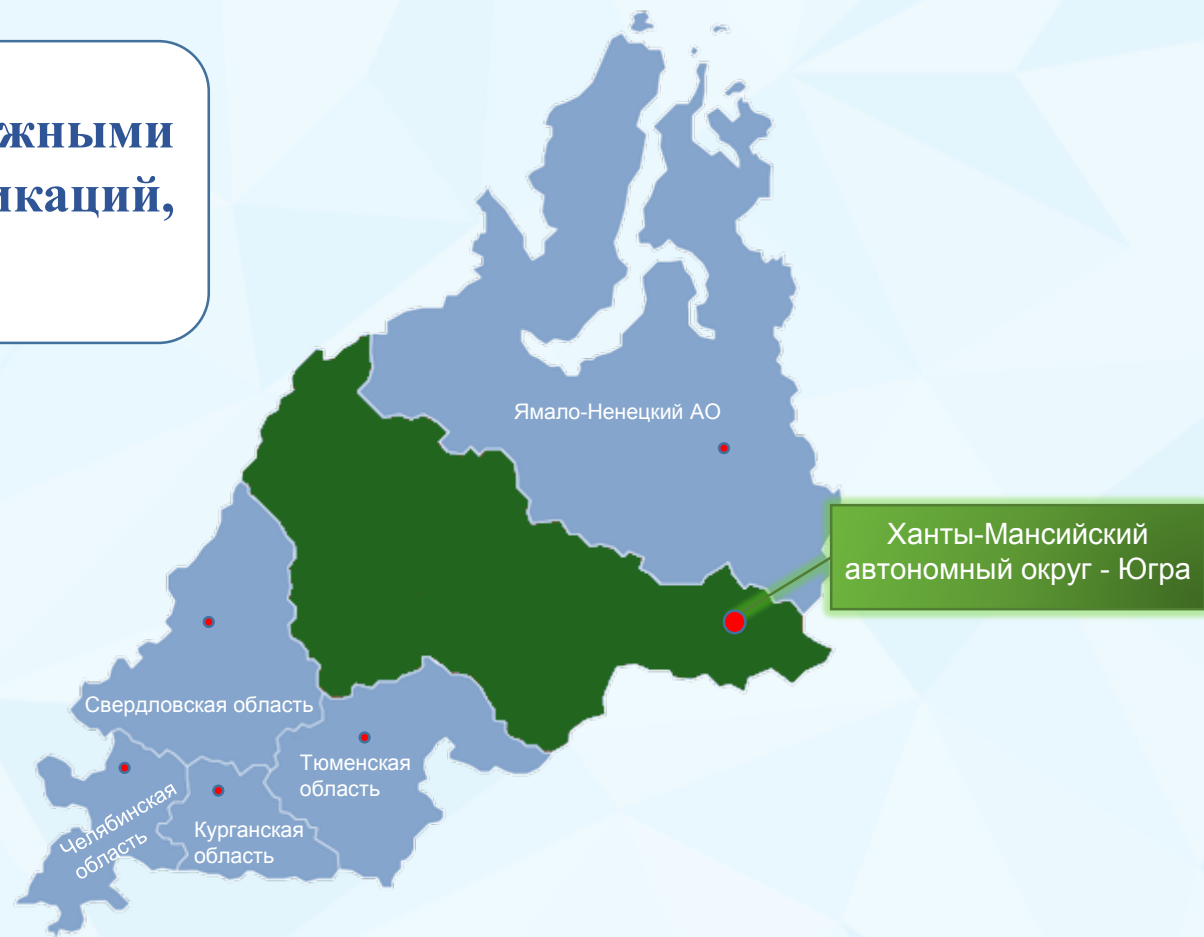 жными
икаций,
Ямало-Ненецкий АО
Ханты-Мансийский
автономный округ - Югра
Свердловская область
Тюменская
область
Челябинская
область
Курганская
область